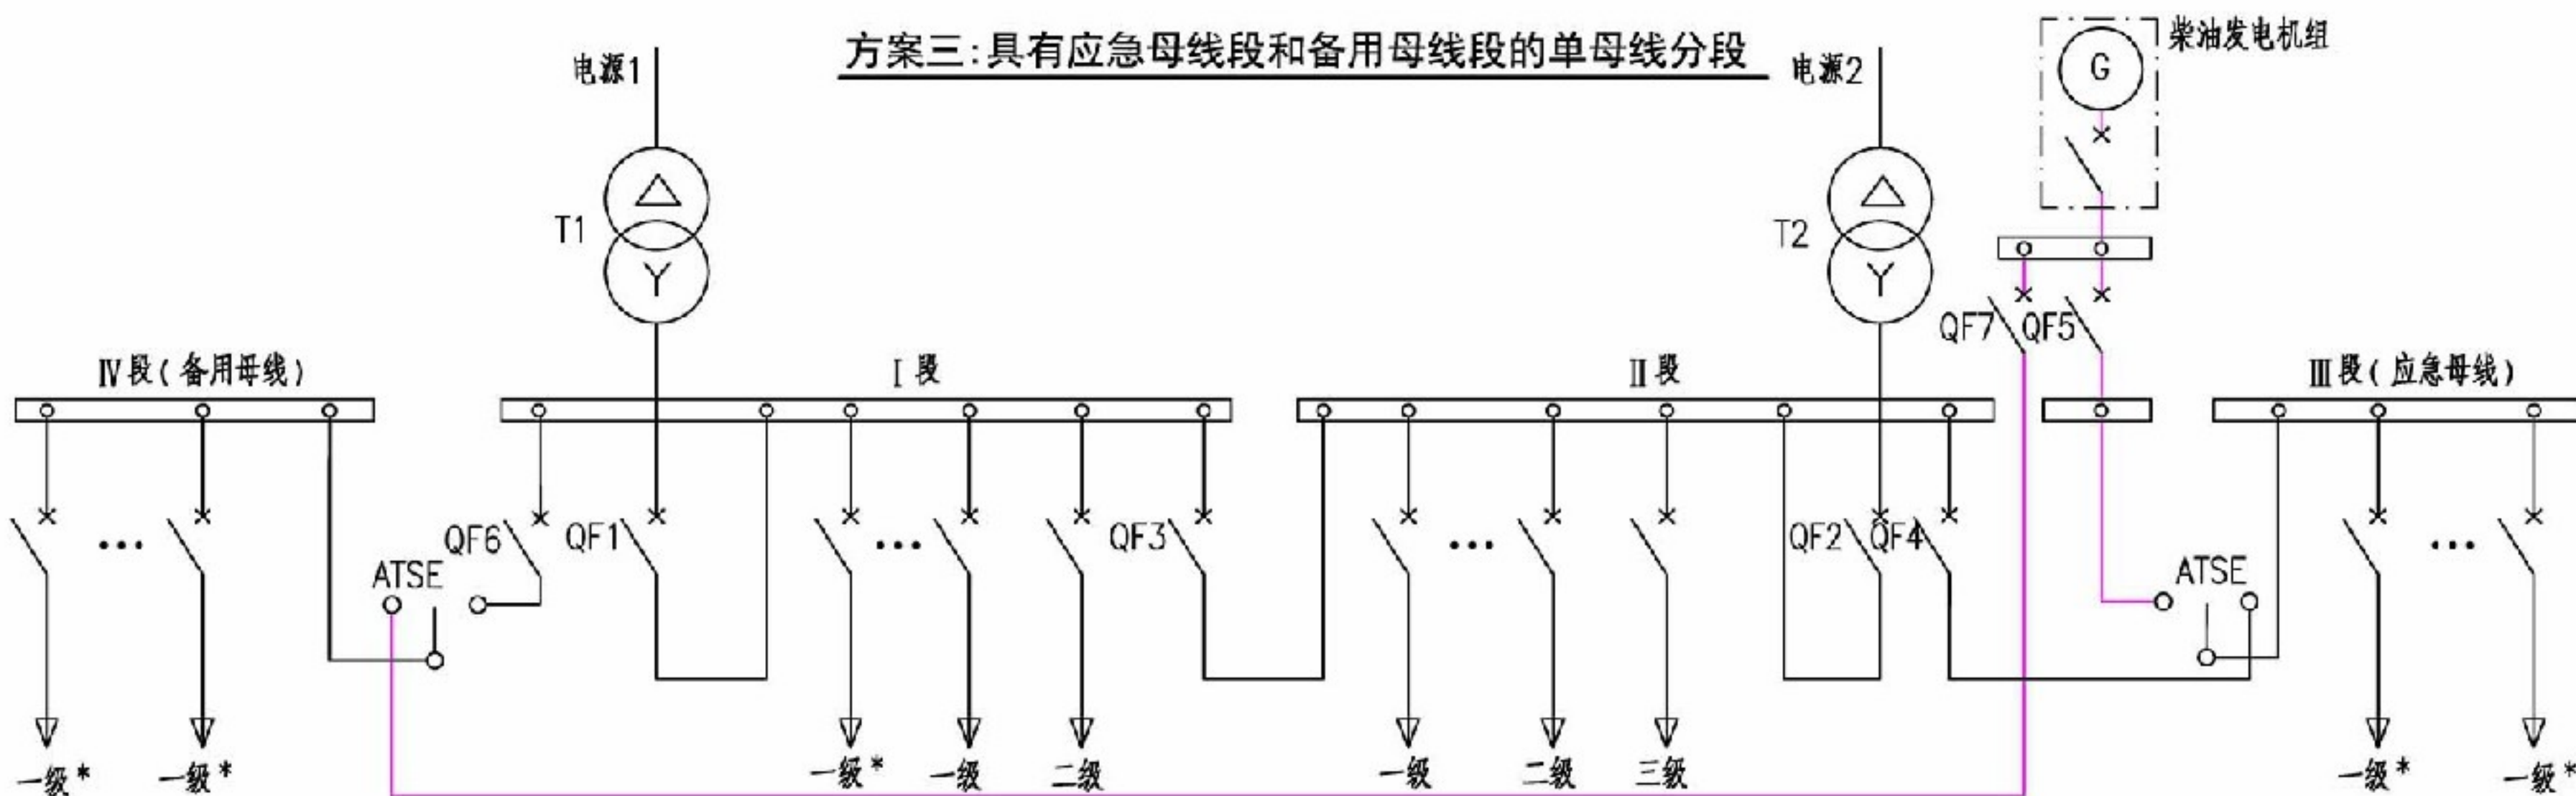 方案三:具有应急母线段和备用母线段的单母线分段
电源1
电源2
柴油发电机组
G
T1
T2
QF7
QF5
Ⅳ段(备用母线)
Ⅰ段
Ⅱ段
Ⅲ段(应急母线)
QF6
QF1
QF3
QF2
QF4
ATSE
ATSE
一级*
一级*
一级*
一级
二级
一级
二级
三级
一级*
一级*